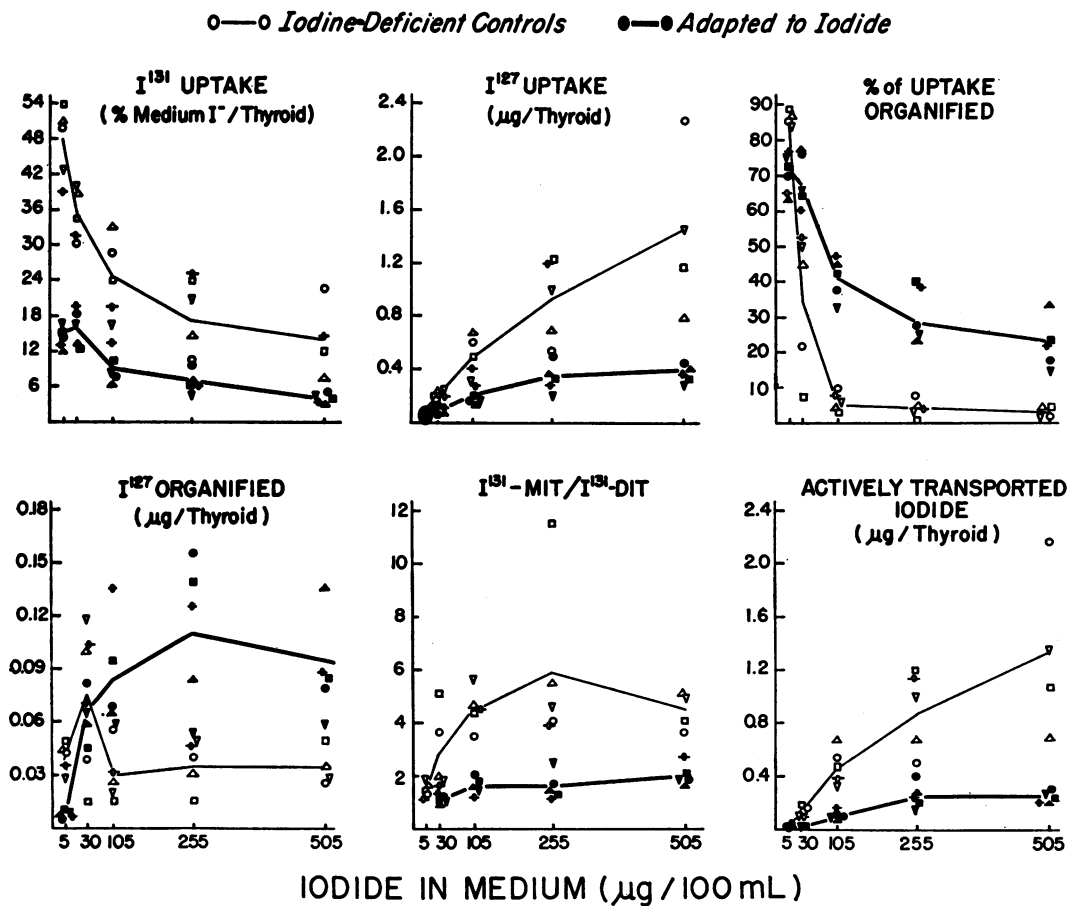 Iodine-Deficient Controls
Adapted to Iodide
I¹³¹ UPTAKE
(% Medium I⁻/Thyroid)
54
48
42
36
30
24
18
12
6
I¹²⁷ UPTAKE
(μg/Thyroid)
2.4
2.0
1.6
1.2
0.8
0.4
% of UPTAKE
ORGANIFIED
90
80
70
60
50
40
30
20
10
I¹²⁷ ORGANIFIED
(μg/Thyroid)
0.18
0.15
0.12
0.09
0.06
0.03
5 30 105 255 505
I¹³¹-MIT/I¹³¹-DIT
12
10
8
6
4
2
5 30 105 255 505
ACTIVELY TRANSPORTED
IODIDE
(μg/Thyroid)
2.4
2.0
1.6
1.2
0.8
0.4
5 30 105 255 505
IODIDE IN MEDIUM (μg/100mL)